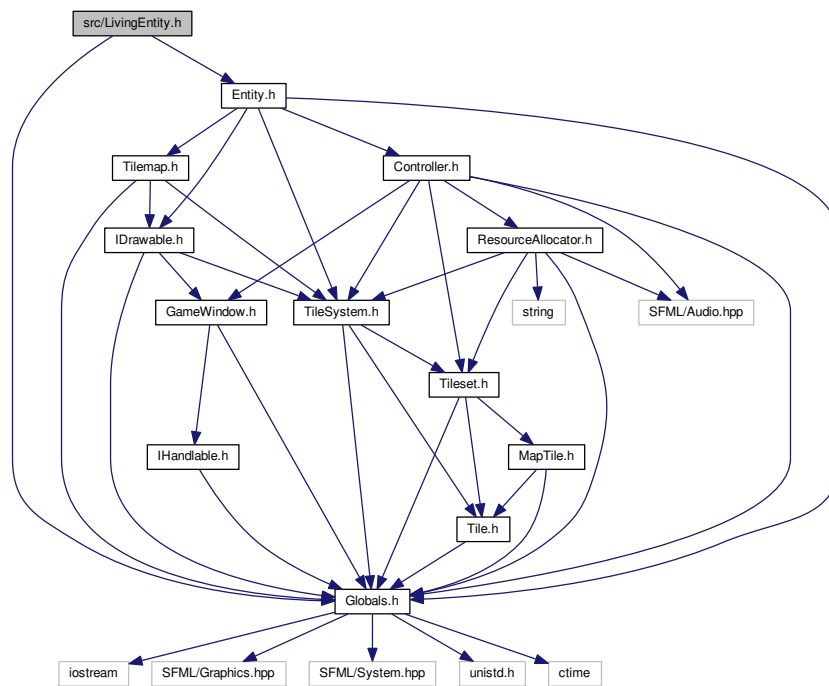 src/LivingEntity.h
Entity.h
Tilemap.h
Controller.h
IDrawable.h
ResourceAllocator.h
GameWindow.h
TileSystem.h
string
SFML/Audio.hpp
Tileset.h
IHandlable.h
MapTile.h
Tile.h
Globals.h
iostream
SFML/Graphics.hpp
SFML/System.hpp
unistd.h
ctime